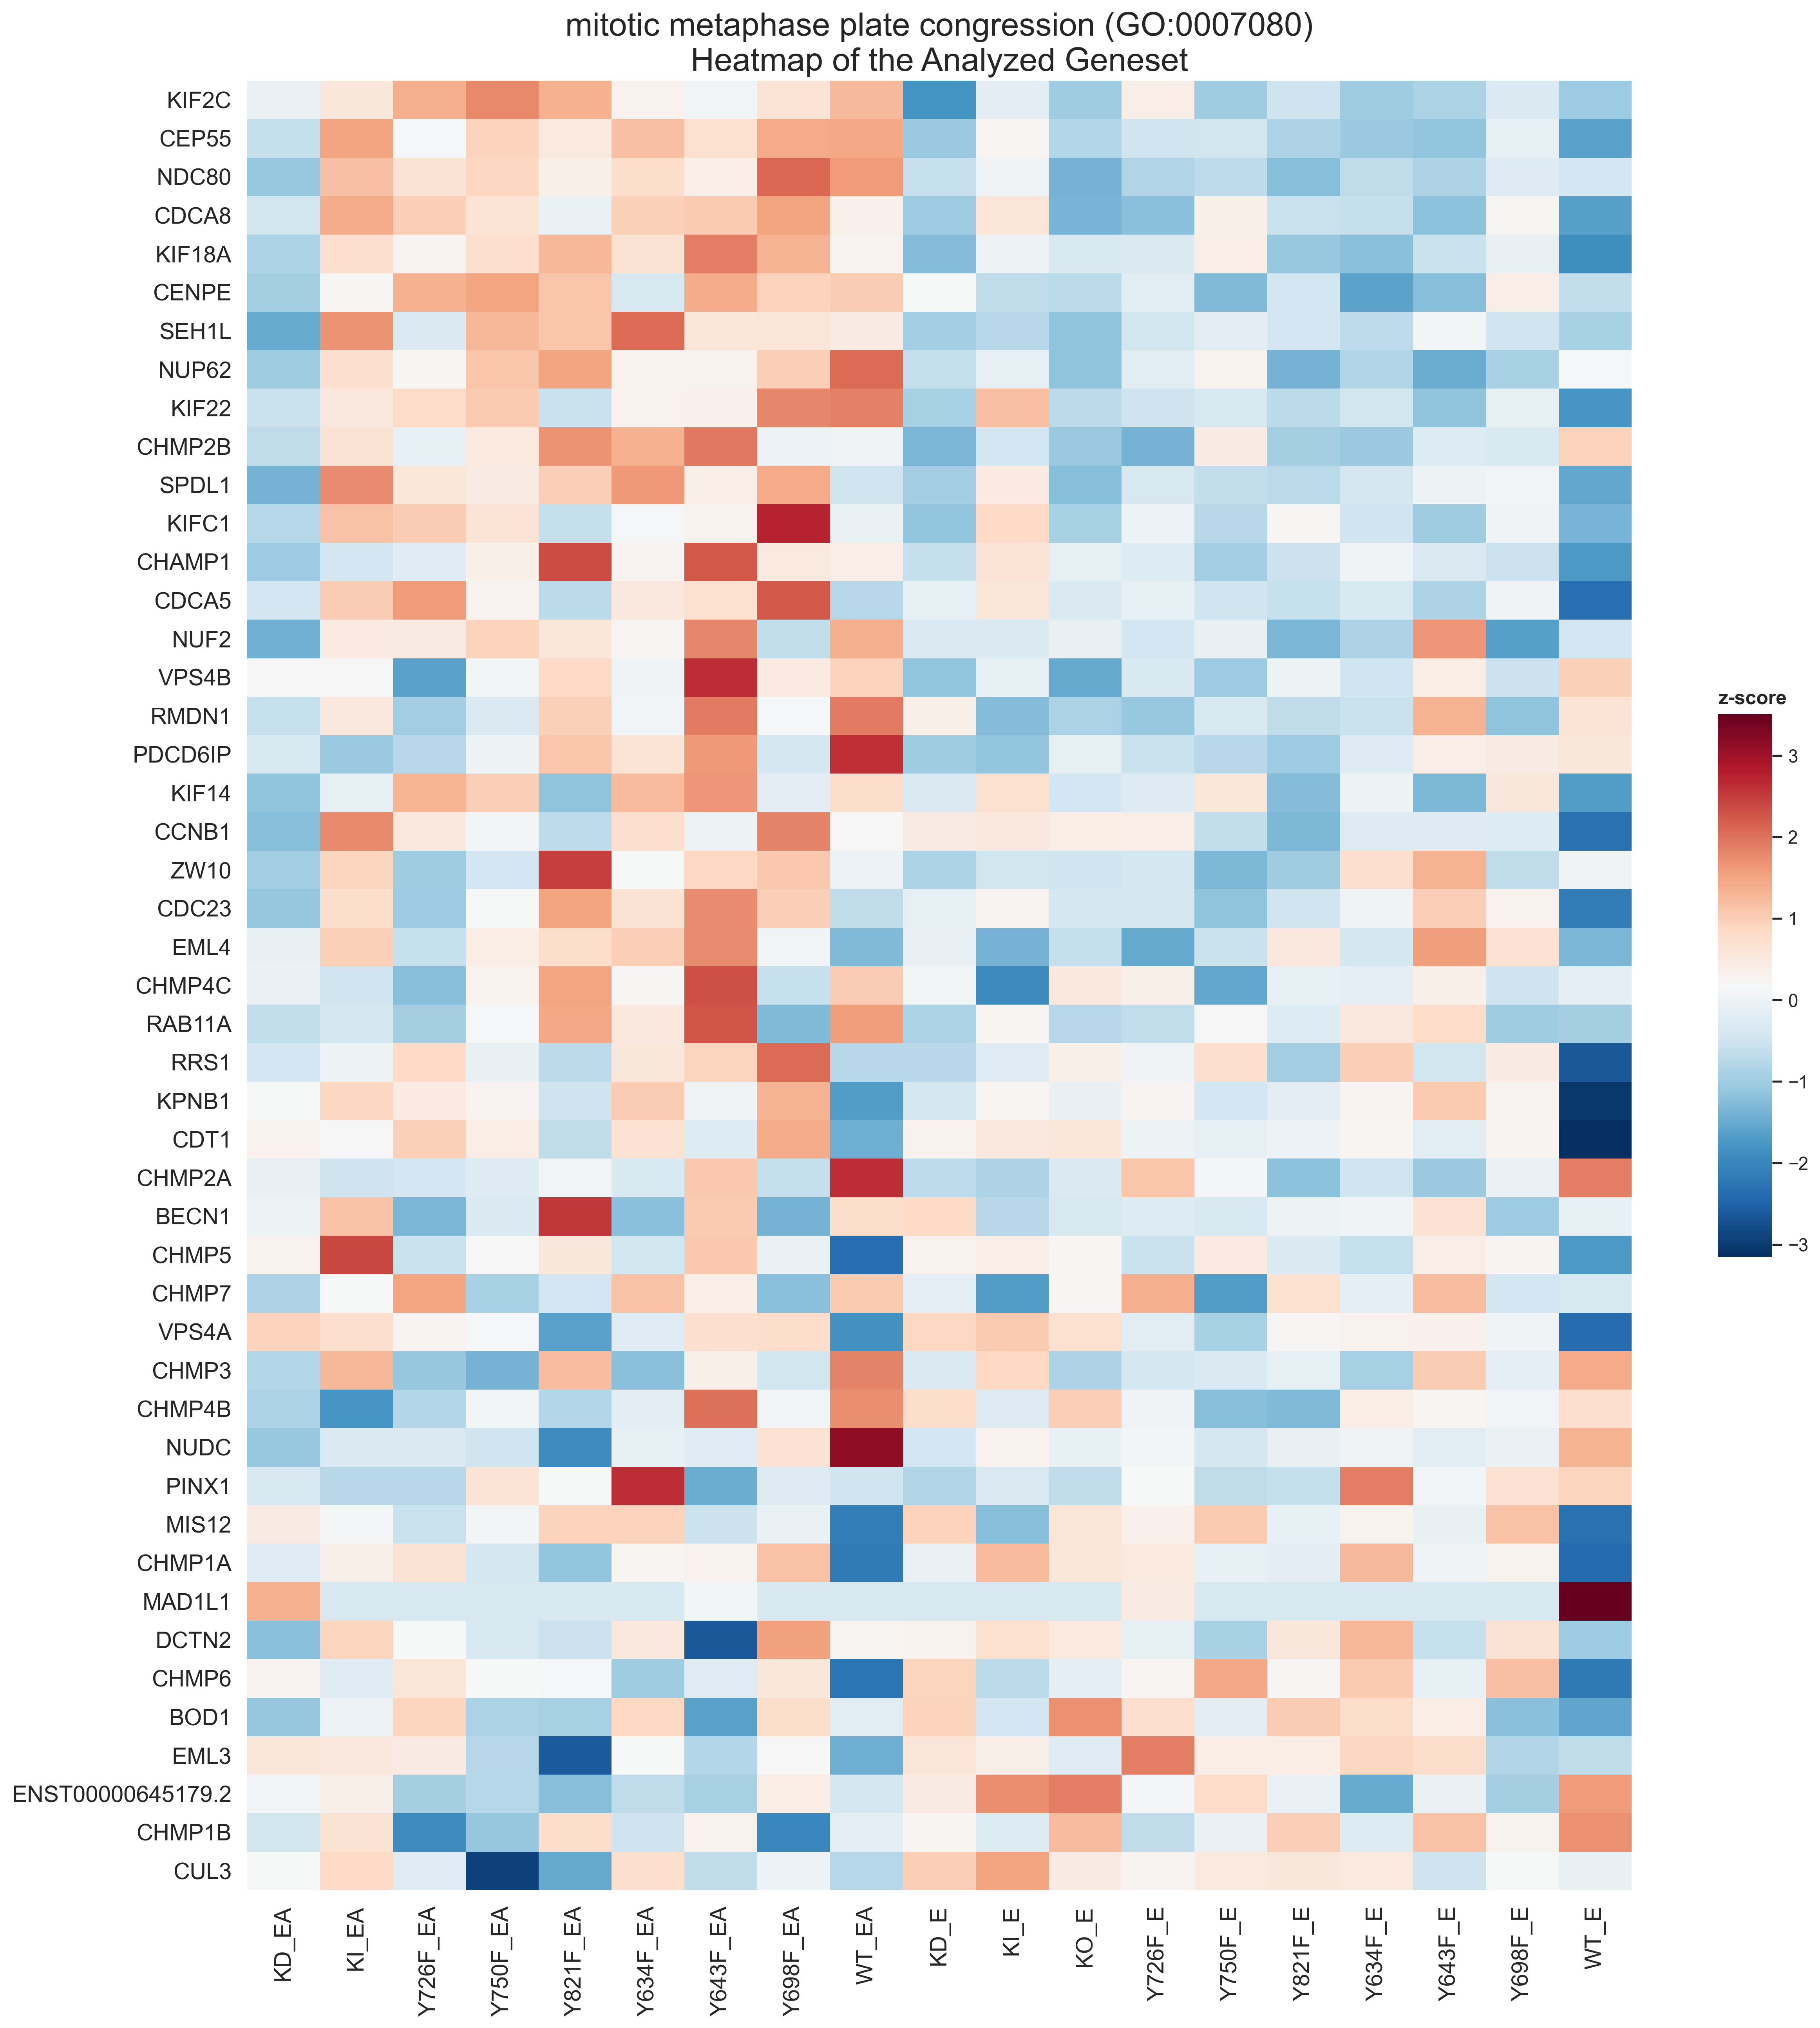 mitotic metaphase plate congression (GO:0007080)
Heatmap of the Analyzed Geneset
KIF2C
CEP55
NDC80
CDCA8
KIF18A
CENPE
SEH1L
NUP62
KIF22
CHMP2B
SPDL1
KIFC1
CHAMP1
CDCA5
NUF2
VPS4B
RMDN1
PDCD6IP
KIF14
CCNB1
ZW10
CDC23
EML4
CHMP4C
RAB11A
RRS1
KPNB1
CDT1
CHMP2A
BECN1
CHMP5
CHMP7
VPS4A
CHMP3
CHMP4B
NUDC
PINX1
MIS12
CHMP1A
MAD1L1
DCTN2
CHMP6
BOD1
EML3
ENST00000645179.2
CHMP1B
CUL3
KD_EA
KI_EA
Y726F_EA
Y750F_EA
Y821F_EA
Y634F_EA
Y643F_EA
Y698F_EA
WT_EA
KD_E
KI_E
KO_E
Y726F_E
Y750F_E
Y821F_E
Y634F_E
Y643F_E
Y698F_E
WT_E
z-score
3
2
1
0
−1
−2
−3